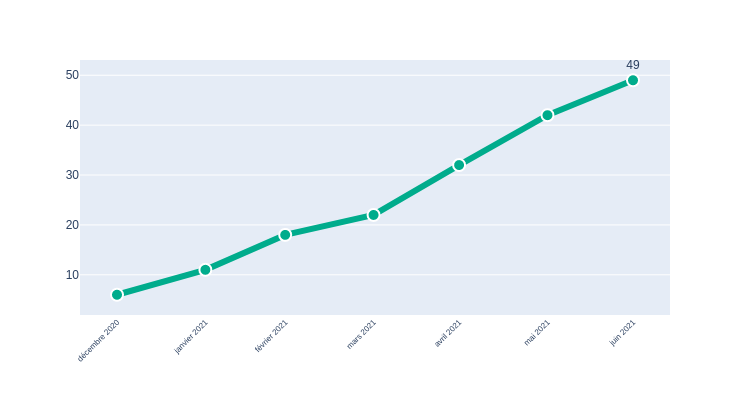 49
50
40
30
20
10
décembre 2020
janvier 2021
février 2021
mars 2021
avril 2021
mai 2021
juin 2021